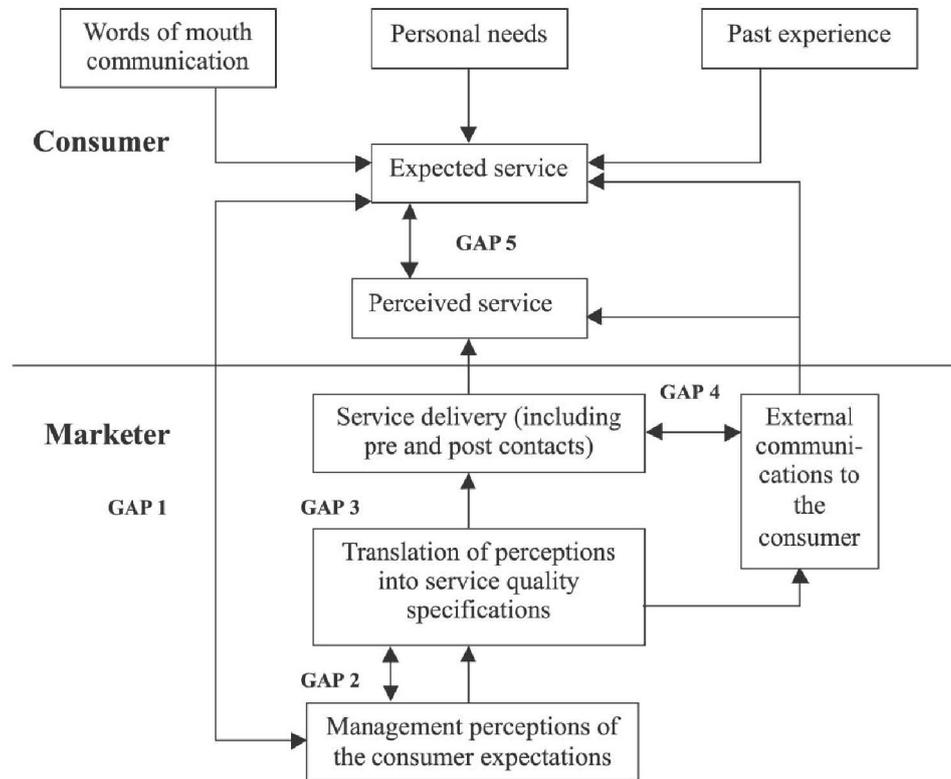 Words of mouth
communication
Personal needs
Past experience
Consumer
Expected service
GAP 5
Perceived service
GAP 4
Marketer
Service delivery (including
pre and post contacts)
External
communi-
cations to
the
consumer
GAP 1
GAP 3
Translation of perceptions
into service quality
specifications
GAP 2
Management perceptions of
the consumer expectations